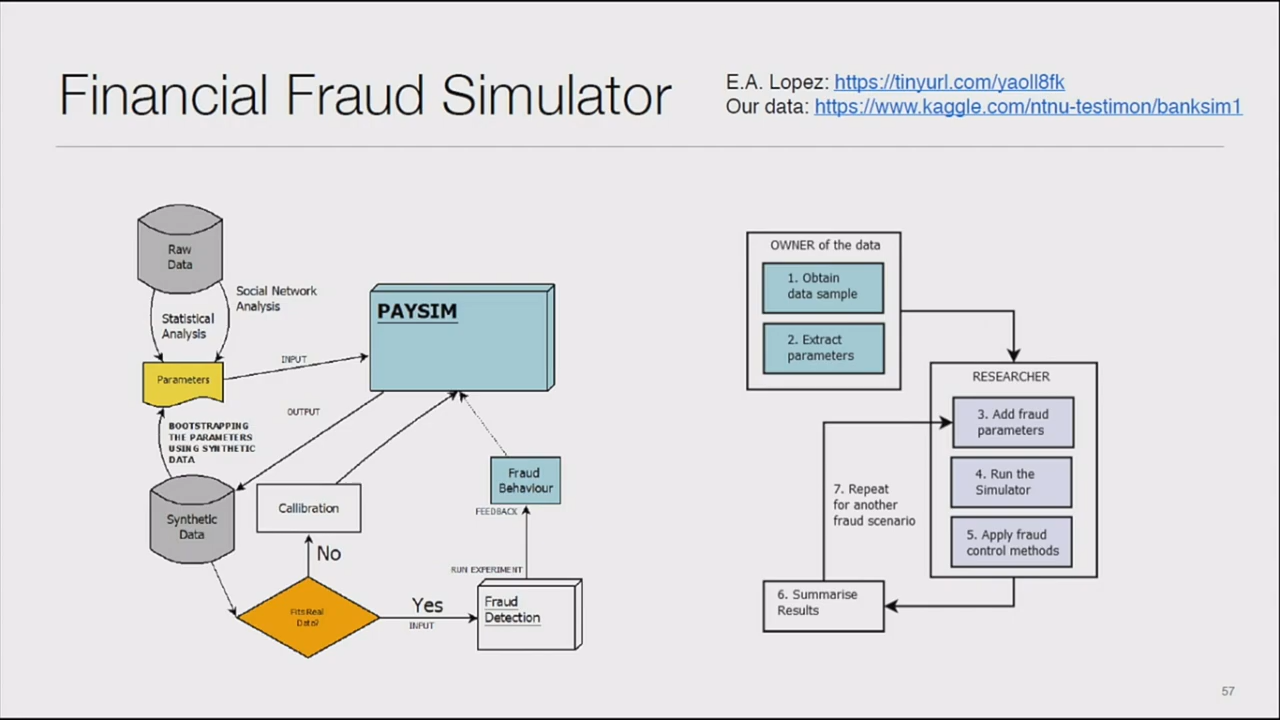 Financial Fraud Simulator
E.A. Lopez: https://tinyurl.com/yaoll8fk
Our data: https://www.kaggle.com/ntnu-testimon/banksim1
Raw
Data
Social Network
Analysis
Statistical
Analysis
Parameters
INPUT
PAYSIM
OUTPUT
BOOTSTRAPPING
THE PARAMETERS
USING SYNTHETIC
DATA
Synthetic
Data
Callibration
No
Fits Real
Data?
Yes
INPUT
Fraud
Detection
RUN EXPERIMENT
FEEDBACK
Fraud
Behaviour
OWNER of the data
1. Obtain
data sample
2. Extract
parameters
RESEARCHER
3. Add fraud
parameters
4. Run the
Simulator
5. Apply fraud
control methods
6. Summarise
Results
7. Repeat
for another
fraud scenario
57